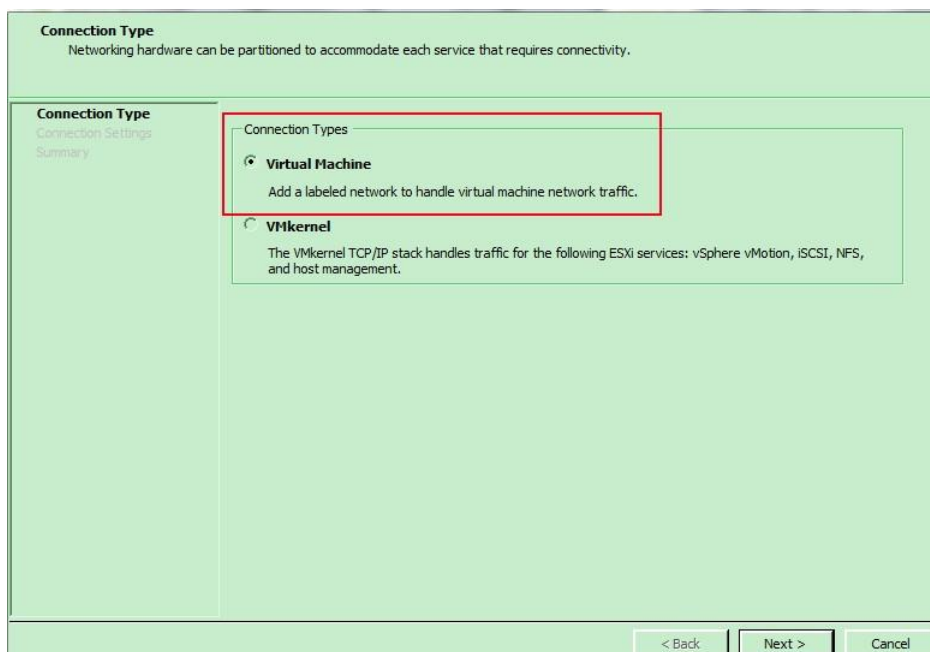 Connection Type
Networking hardware can be partitioned to accommodate each service that requires connectivity.
Connection Type
Connection Settings
Summary
Connection Types
Virtual Machine
Add a labeled network to handle virtual machine network traffic.
VMkernel
The VMkernel TCP/IP stack handles traffic for the following ESXi services: vSphere vMotion, iSCSI, NFS,
and host management.
< Back
Next >
Cancel